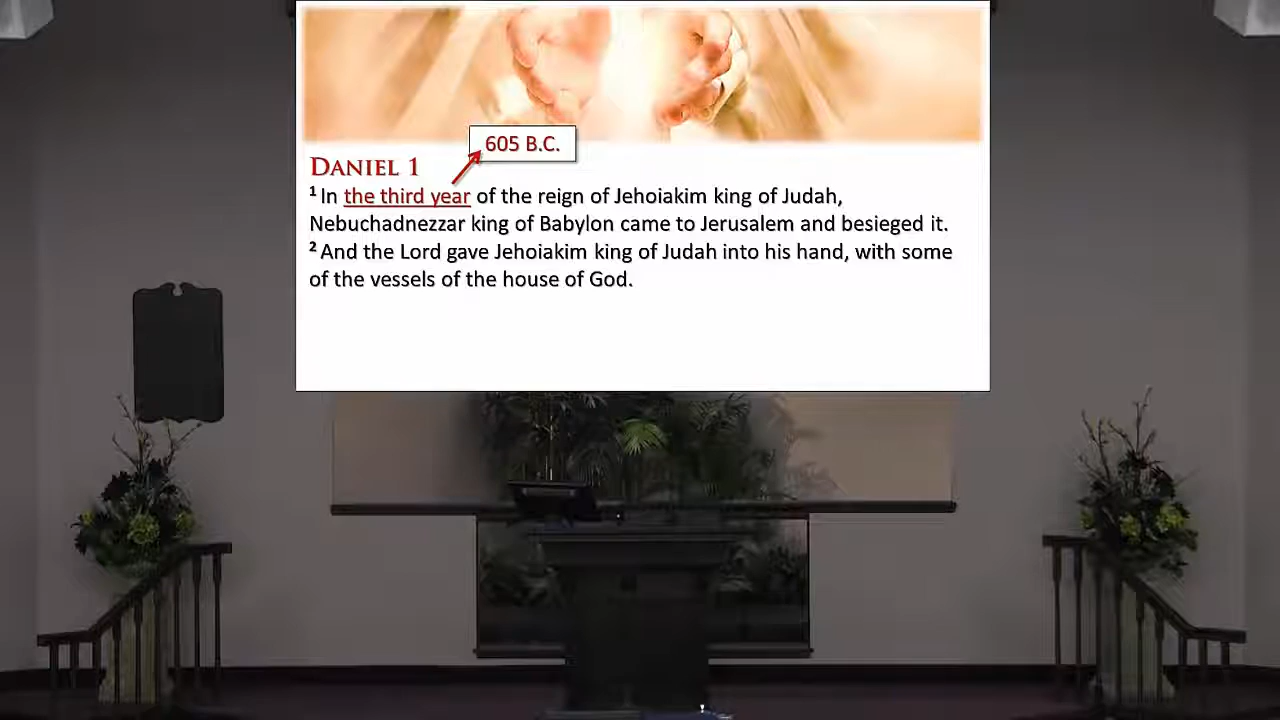 605 B.C.
DANIEL 1
1 In the third year of the reign of Jehoiakim king of Judah,
Nebuchadnezzar king of Babylon came to Jerusalem and besieged it.
2 And the Lord gave Jehoiakim king of Judah into his hand, with some
of the vessels of the house of God.